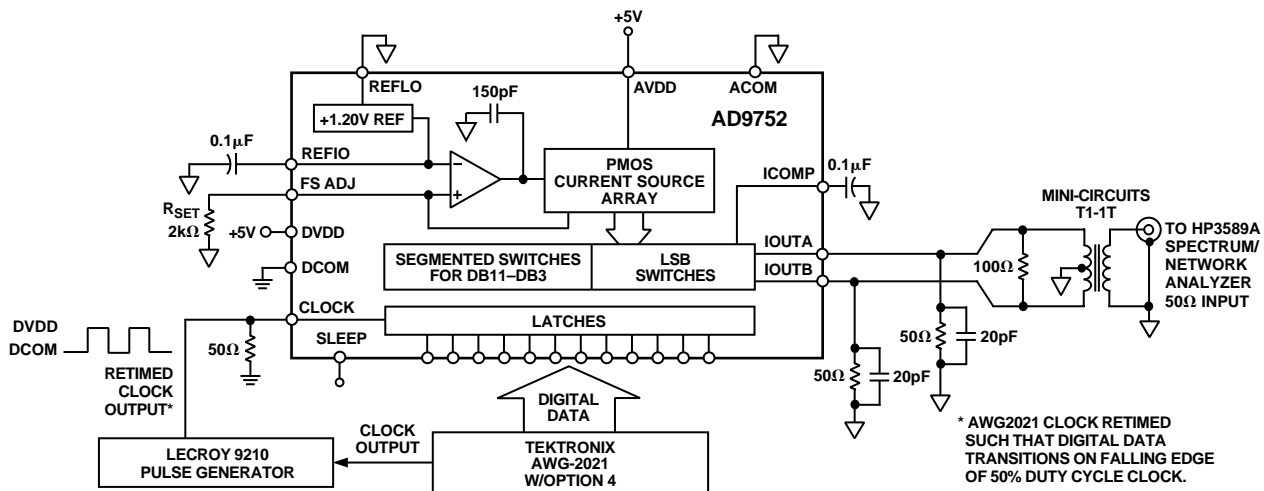 +5V
REFLO
AVDD
ACOM
150pF
+1.20V REF
AD9752
0.1µF
REFIO
–
+
FS ADJ
PMOS
CURRENT SOURCE
ARRAY
ICOMP
0.1µF
RSET
2kΩ
+5V
DVDD
DCOM
SEGMENTED SWITCHES
FOR DB11–DB3
LSB
SWITCHES
IOUTA
IOUTB
MINI-CIRCUITS
T1-1T
100Ω
TO HP3589A
SPECTRUM/
NETWORK
ANALYZER
50Ω INPUT
CLOCK
LATCHES
DVDD
DCOM
50Ω
SLEEP
50Ω
20pF
50Ω
20pF
RETIMED
CLOCK
OUTPUT*
DIGITAL
DATA
CLOCK
OUTPUT
LECROY 9210
PULSE GENERATOR
TEKTRONIX
AWG-2021
W/OPTION 4
* AWG2021 CLOCK RETIMED
SUCH THAT DIGITAL DATA
TRANSITIONS ON FALLING EDGE
OF 50% DUTY CYCLE CLOCK.